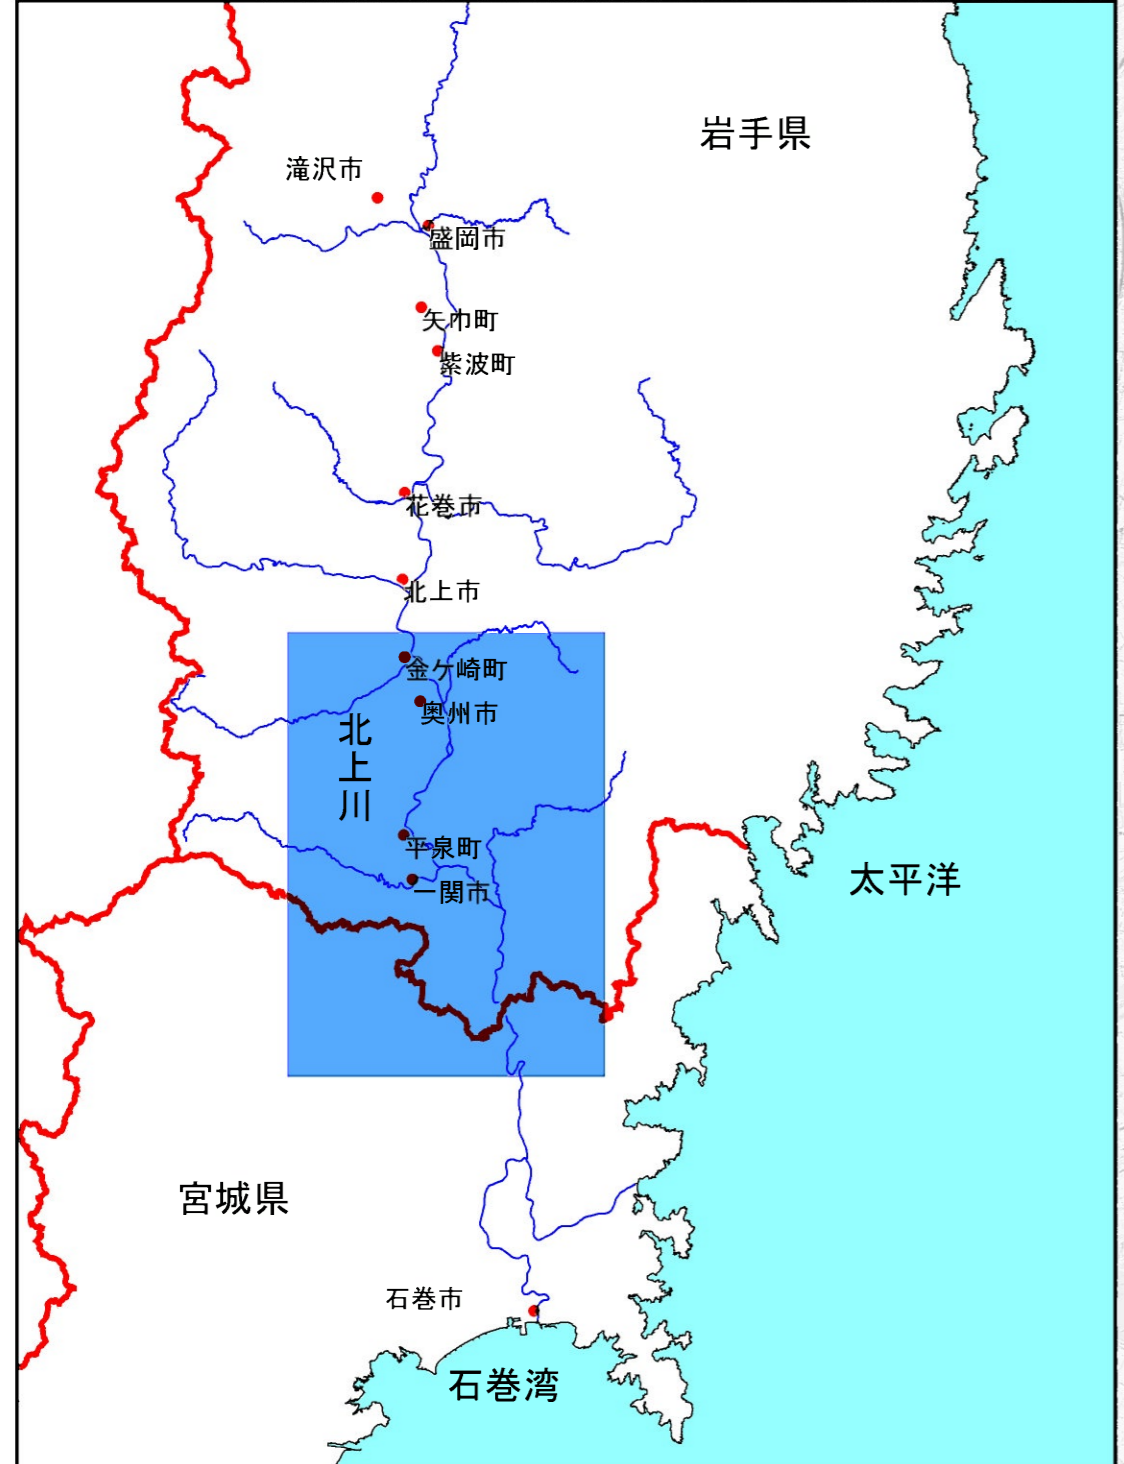 岩手県
滝沢市
盛岡市
矢巾町
紫波町
花巻市
北上市
金ケ崎町
奥州市
北上川
平泉町
一関市
太平洋
宮城県
石巻市
石巻湾